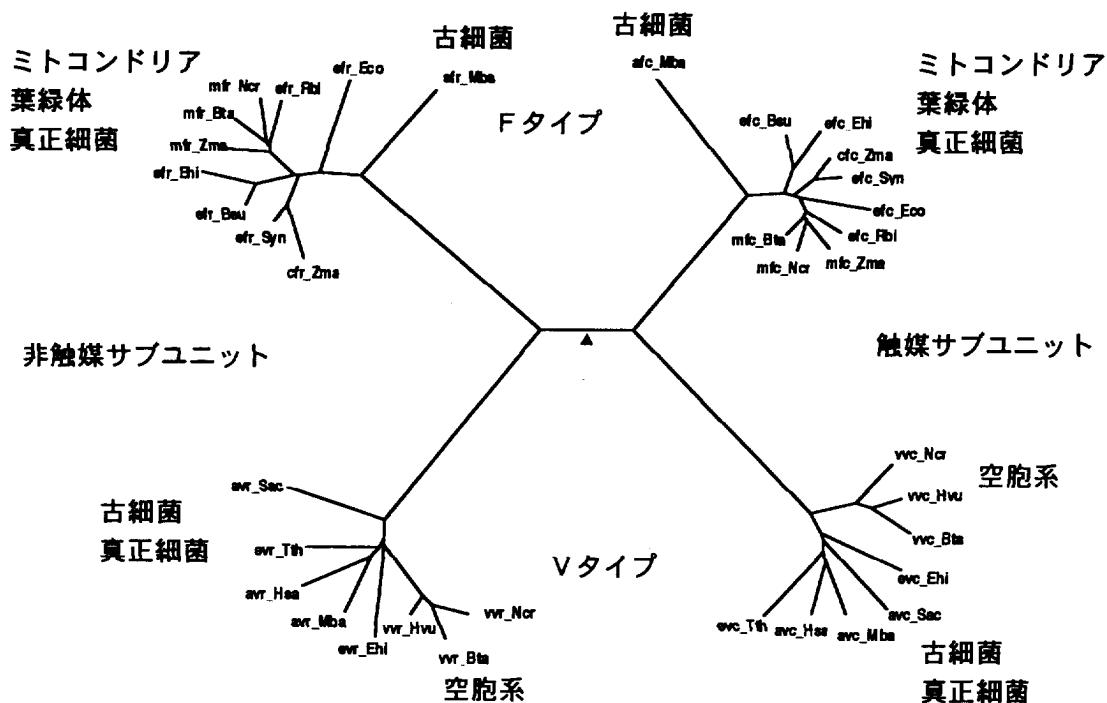 古細菌
古細菌
ミトコンドリア
葉緑体
真正細菌
ミトコンドリア
葉緑体
真正細菌
efr_Eco
afr_Mba
afc_Mba
mfr_Ncr
efr_Rbl
mfr_Bta
mfr_Zma
efr_Ehi
efr_Bsu
efr_Syn
cfr_Zma
Fタイプ
efc_Bsu
efc_Ehi
cfc_Zma
efc_Syn
efc_Eco
efc_Rbl
mfc_Bta
mfc_Zma
mfc_Ncr
非触媒サブユニット
触媒サブユニット
avr_Sac
古細菌
真正細菌
evr_Tth
avr_Hsa
avr_Mba
evr_Ehi
vvr_Hvu
vvr_Ncr
vvr_Bta
空胞系
Vタイプ
vvc_Ncr
空胞系
vvc_Hvu
vvc_Bta
evc_Ehi
avc_Sac
evc_Tth
avc_Hsa
avc_Mba
古細菌
真正細菌